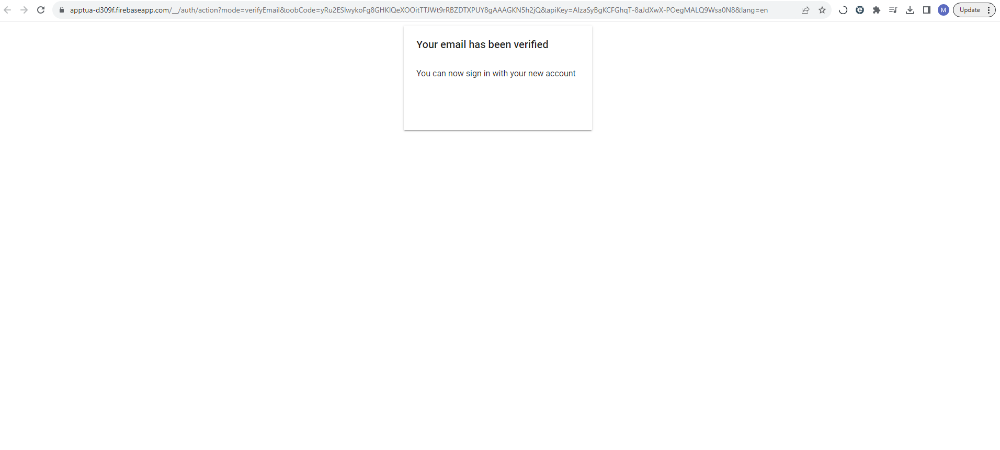 apptua-d309f.firebaseapp.com/__/auth/action?mode=verifyEmail&oobCode=yRu2ESIwykoFg8GHKIQeXOOitTTJWt9rRBZDTXPUY8gAAAGKN5h2jQ&apiKey=AIzaSyBgKCFGhqT-8aJdXwX-POegMALQ9Wsa0N8&lang=en
M
Update
Your email has been verified
You can now sign in with your new account